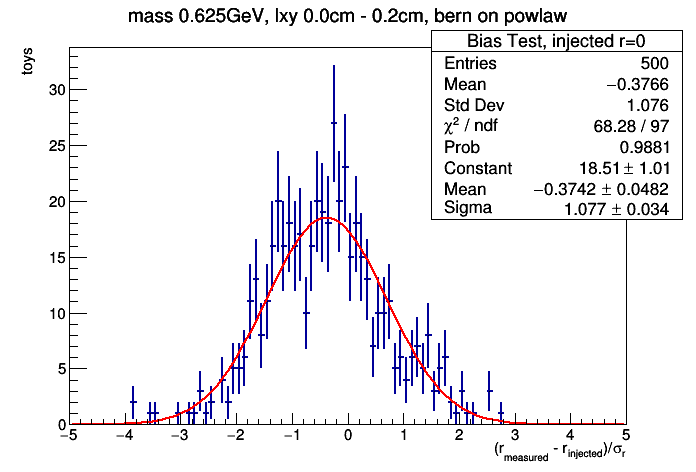 mass 0.625GeV, lxy 0.0cm - 0.2cm, bern on powlaw
toys
Bias Test, injected r=0
Entries 500
Mean −0.3766
Std Dev 1.076
χ² / ndf 68.28 / 97
Prob 0.9881
Constant 18.51 ± 1.01
Mean −0.3742 ± 0.0482
Sigma 1.077 ± 0.034
30
25
20
15
10
5
0
−5 −4 −3 −2 −1 0 1 2 3 4 5
(r_measured - r_injected)/σ_r